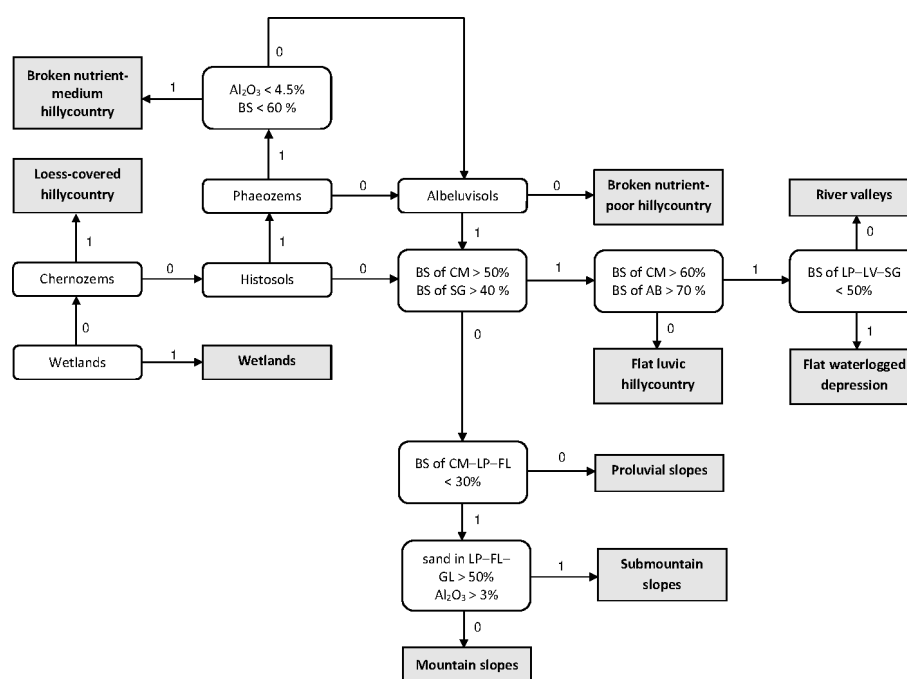 0
Broken nutrient-
medium
hillycountry
1
Al₂O₃ < 4.5%
BS < 60 %
1
Loess-covered
hillycountry
Phaeozems
0
Albeluvisols
0
Broken nutrient-
poor hillycountry
River valleys
1
1
1
0
Chernozems
0
Histosols
0
BS of CM > 50%
BS of SG > 40 %
1
BS of CM > 60%
BS of AB > 70 %
1
BS of LP–LV–SG
< 50%
0
0
0
1
Wetlands
1
Wetlands
Flat luvic
hillycountry
Flat waterlogged
depression
BS of CM–LP–FL
< 30%
0
Proluvial slopes
1
sand in LP–FL–
GL > 50%
Al₂O₃ > 3%
1
Submountain
slopes
0
Mountain slopes